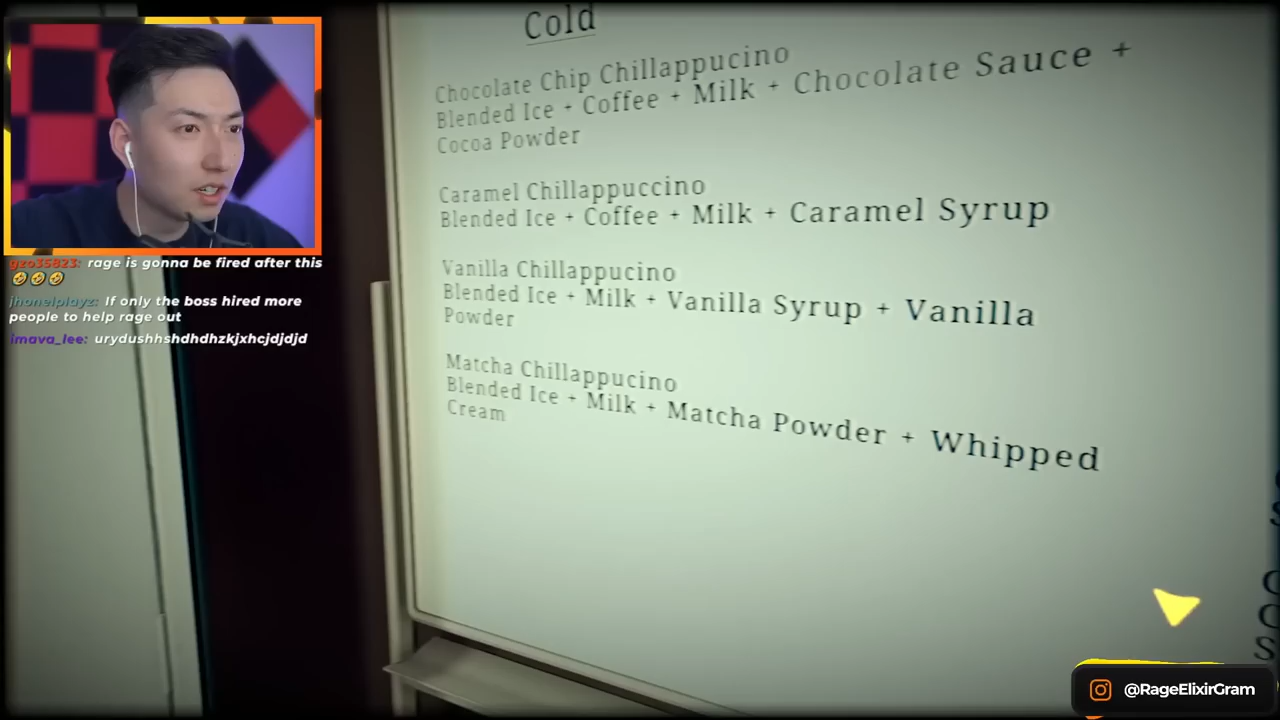 Cold
Chocolate Chip Chillappucino
Blended Ice + Coffee + Milk + Chocolate Sauce +
Cocoa Powder
Caramel Chillappuccino
Blended Ice + Coffee + Milk + Caramel Syrup
Vanilla Chillappucino
Blended Ice + Milk + Vanilla Syrup + Vanilla
Powder
Matcha Chillappucino
Blended Ice + Milk + Matcha Powder + Whipped
Cream
gzo35823: rage is gonna be fired after this
🤣🤣🤣
jhonelplayz: If only the boss hired more
people to help rage out
imava_lee: urydushhshdhdhzkjxhcjdjdjd
@RageElixirGram